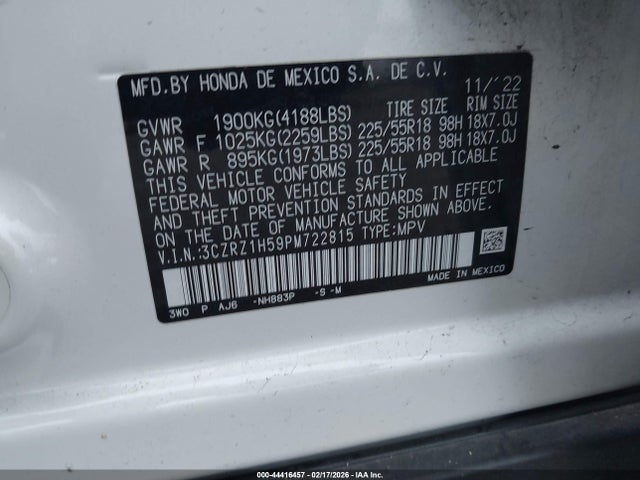 MFD.BY HONDA DE MEXICO S.A. DE C.V. 11/'22
TIRE SIZE RIM SIZE
GVWR 1900KG(4188LBS)
GAWR F 1025KG(2259LBS) 225/55R18 98H 18X7.0J
GAWR R 895KG(1973LBS) 225/55R18 98H 18X7.0J
THIS VEHICLE CONFORMS TO ALL APPLICABLE
FEDERAL MOTOR VEHICLE SAFETY
AND THEFT PREVENTION STANDARDS IN EFFECT
ON THE DATE OF MANUFACTURE SHOWN ABOVE.
V.I.N.:3CZRZ1H59PM722815 TYPE:MPV
3WO P AJ6 -NH883P -S -M
MADE IN MEXICO
000-44416457 - 02/17/2026 - IAA Inc.